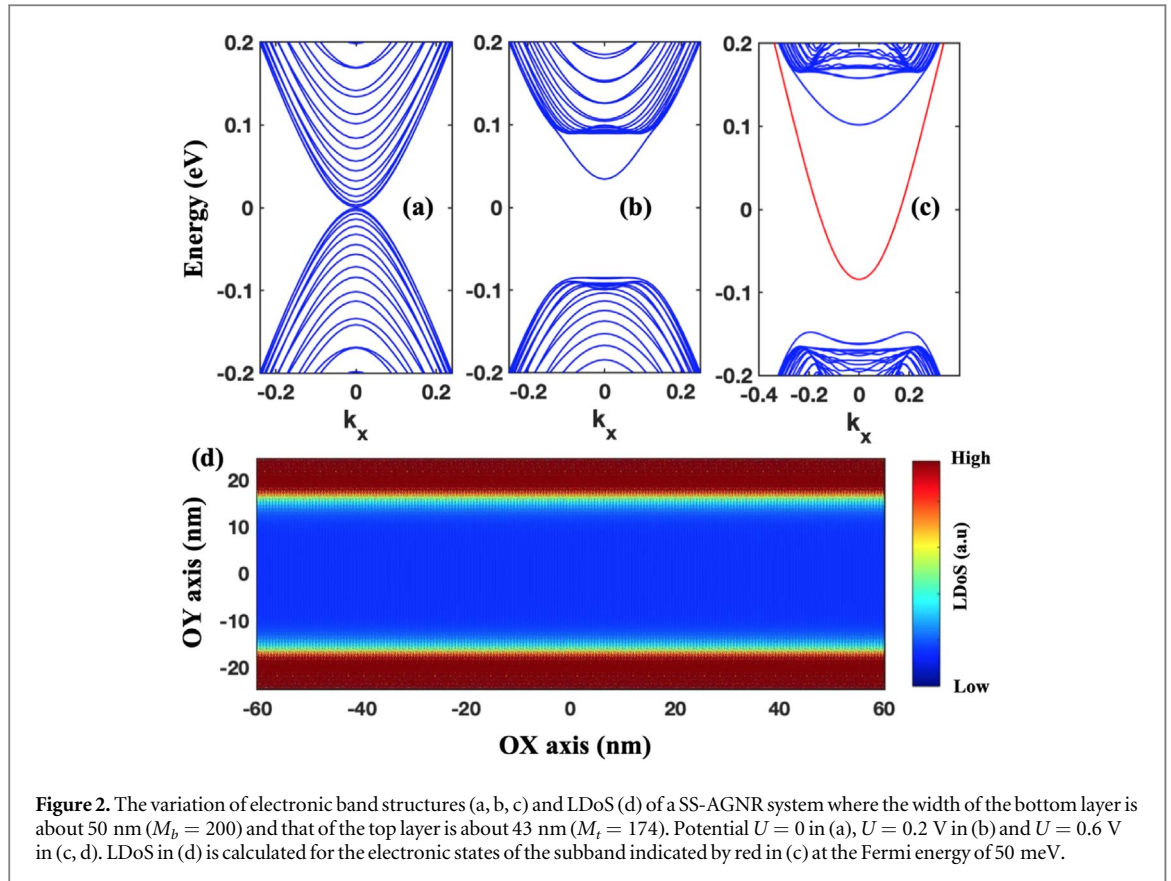 0.2
0.1
0
-0.1
-0.2
Energy (eV)
(a)
-0.2
0
0.2
k_x
0.2
0.1
0
-0.1
-0.2
(b)
-0.2
0
0.2
k_x
0.2
0.1
0
-0.1
-0.2
(c)
-0.4
-0.2
0
0.2
k_x
(d)
20
10
0
-10
-20
OY axis (nm)
-60
-40
-20
0
20
40
60
OX axis (nm)
High
LDoS (a.u)
Low
Figure 2. The variation of electronic band structures (a, b, c) and LDoS (d) of a SS-AGNR system where the width of the bottom layer is
about 50 nm (M_b = 200) and that of the top layer is about 43 nm (M_t = 174). Potential U = 0 in (a), U = 0.2 V in (b) and U = 0.6 V
in (c, d). LDoS in (d) is calculated for the electronic states of the subband indicated by red in (c) at the Fermi energy of 50 meV.